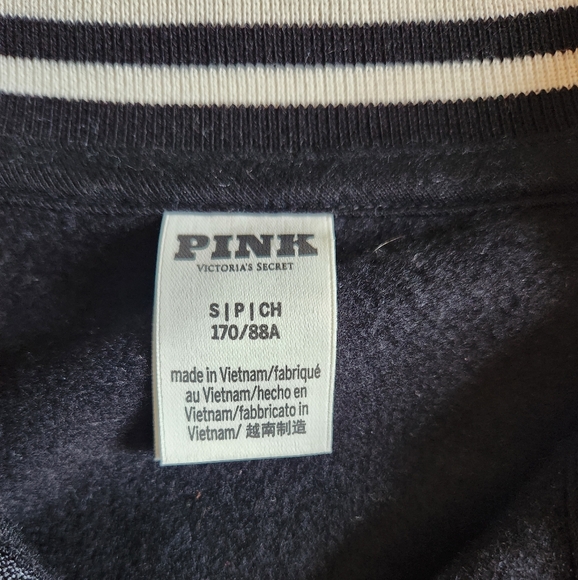 PINK
VICTORIA'S SECRET
S|P|CH
170/88A
made in Vietnam/fabriqué
au Vietnam/hecho en
Vietnam/fabbricato in
Vietnam/ 越南制造